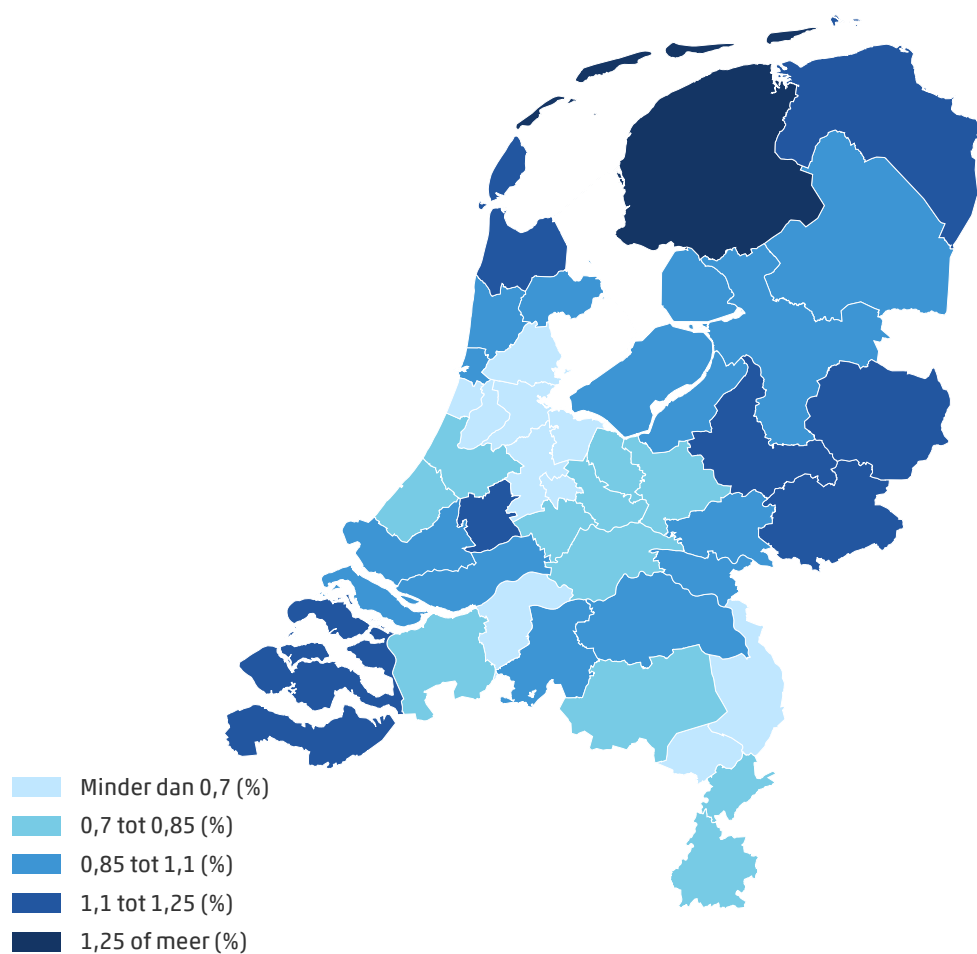 Minder dan 0,7 (%)
0,7 tot 0,85 (%)
0,85 tot 1,1 (%)
1,1 tot 1,25 (%)
1,25 of meer (%)